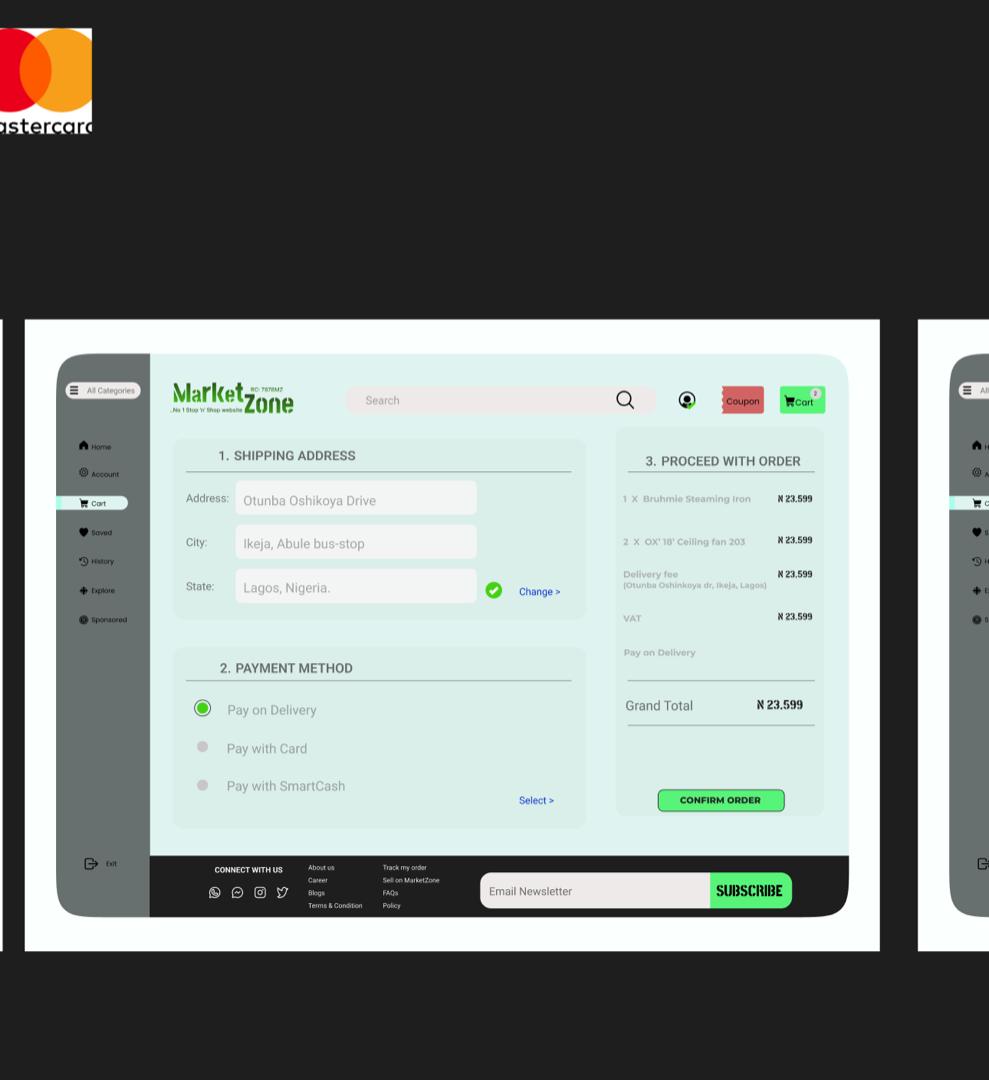 astercard
All Categories
Home
Account
Cart
Saved
History
Explore
Sponsored
Exit
Market
RC: 7878MZ
..No 1 Stop 'n' Shop website
Zone
Search
Coupon
Cart
2
1. SHIPPING ADDRESS
Address:
Otunba Oshikoya Drive
City:
Ikeja, Abule bus-stop
State:
Lagos, Nigeria.
Change >
2. PAYMENT METHOD
Pay on Delivery
Pay with Card
Pay with SmartCash
Select >
3. PROCEED WITH ORDER
1 X Bruhmie Steaming Iron
N 23.599
2 X OX' 18' Ceiling fan 203
N 23.599
Delivery fee
N 23.599
(Otunba Oshinkoya dr, Ikeja, Lagos)
VAT
N 23.599
Pay on Delivery
Grand Total
N 23.599
CONFIRM ORDER
CONNECT WITH US
About us
Career
Blogs
Terms & Condition
Track my order
Sell on MarketZone
FAQs
Policy
Email Newsletter
SUBSCRIBE